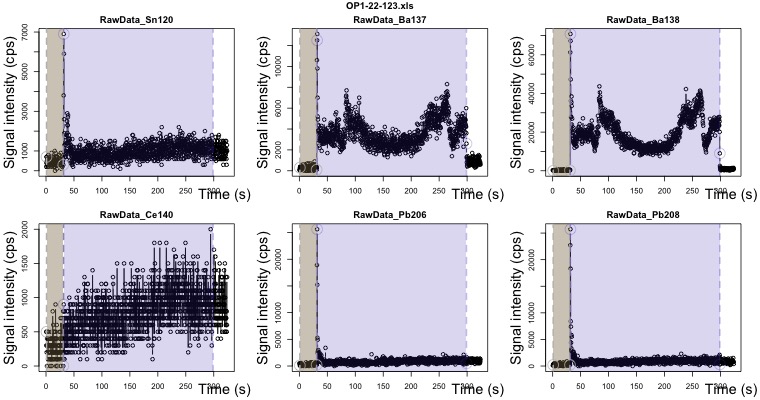 OP1-22-123.xls
RawData_Sn120
RawData_Ba137
RawData_Ba138
Signal intensity (cps)
0 1000 3000 5000 7000
0 50 100 150 200 250 300
Time (s)
Signal intensity (cps)
0 2000 6000 10000
0 50 100 150 200 250 300
Time (s)
Signal intensity (cps)
0 20000 40000 60000
0 50 100 150 200 250 300
Time (s)
RawData_Ce140
RawData_Pb206
RawData_Pb208
Signal intensity (cps)
0 500 1000 1500 2000
0 50 100 150 200 250 300
Time (s)
Signal intensity (cps)
0 5000 10000 20000
0 50 100 150 200 250 300
Time (s)
Signal intensity (cps)
0 5000 10000 20000
0 50 100 150 200 250 300
Time (s)